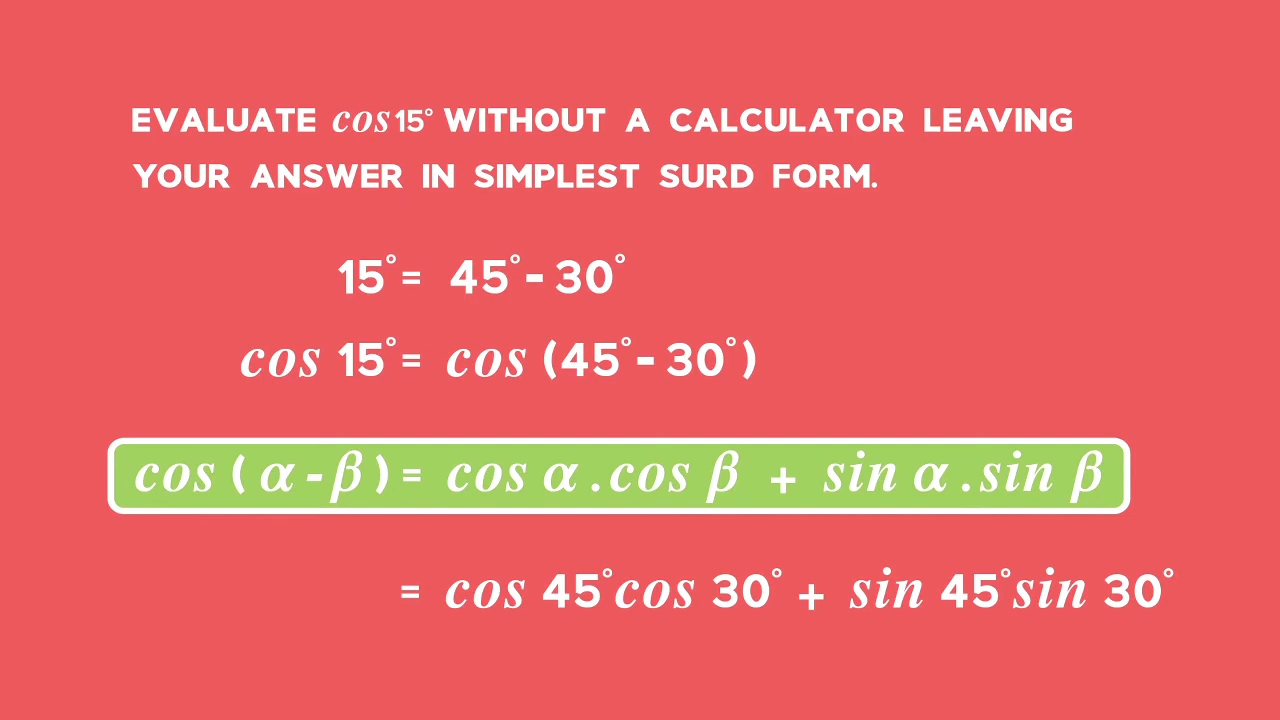 EVALUATE cos 15° WITHOUT A CALCULATOR LEAVING
YOUR ANSWER IN SIMPLEST SURD FORM.
15° = 45° - 30°
cos 15° = cos (45° - 30°)
cos (α - β) = cos α . cos β + sin α . sin β
= cos 45° cos 30° + sin 45° sin 30°